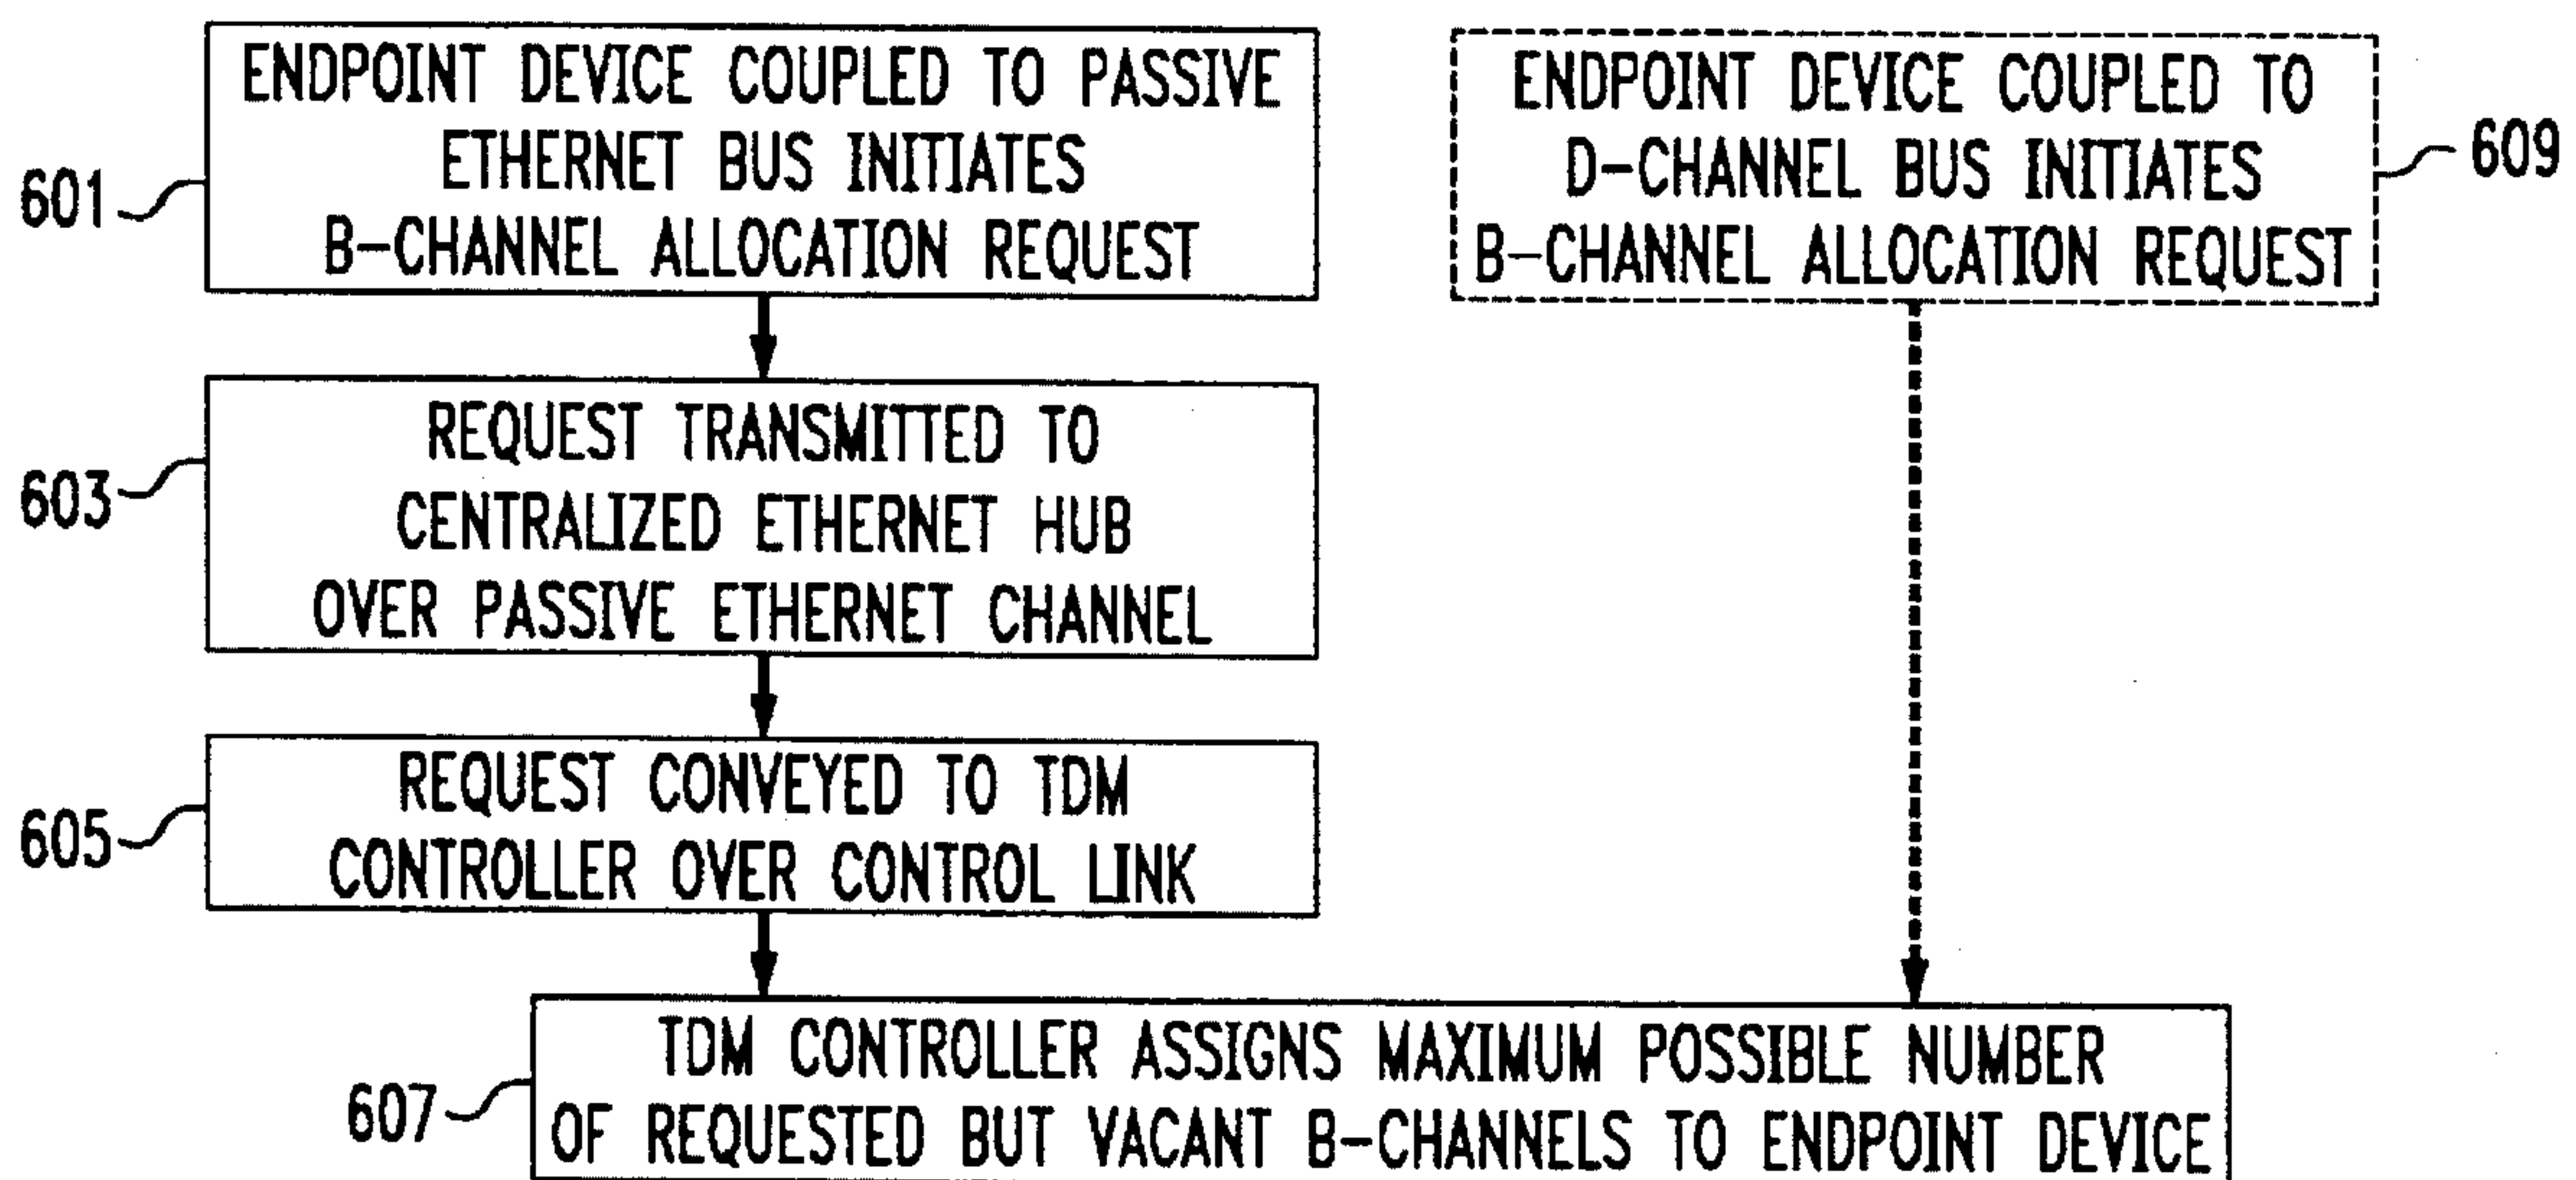 601
ENDPOINT DEVICE COUPLED TO PASSIVE
ETHERNET BUS INITIATES
B-CHANNEL ALLOCATION REQUEST
ENDPOINT DEVICE COUPLED TO
D-CHANNEL BUS INITIATES
B-CHANNEL ALLOCATION REQUEST
609
603
REQUEST TRANSMITTED TO
CENTRALIZED ETHERNET HUB
OVER PASSIVE ETHERNET CHANNEL
605
REQUEST CONVEYED TO TDM
CONTROLLER OVER CONTROL LINK
607
TDM CONTROLLER ASSIGNS MAXIMUM POSSIBLE NUMBER
OF REQUESTED BUT VACANT B-CHANNELS TO ENDPOINT DEVICE